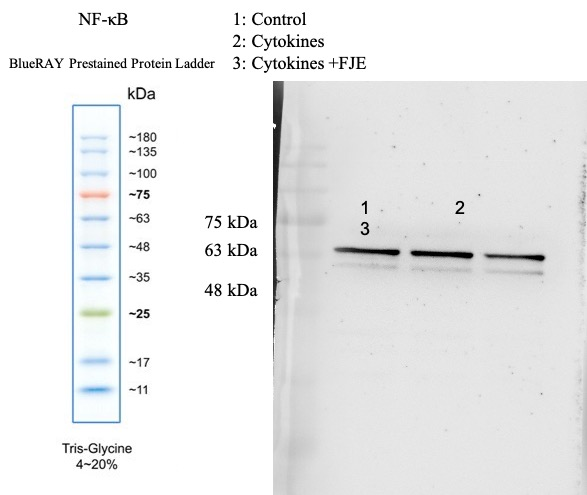 NF-κB
1: Control
2: Cytokines
BlueRAY Prestained Protein Ladder
3: Cytokines +FJE
kDa
~180
~135
~100
~75
~63
~48
~35
~25
~17
~11
Tris-Glycine
4~20%
75 kDa
63 kDa
48 kDa
1 2
3